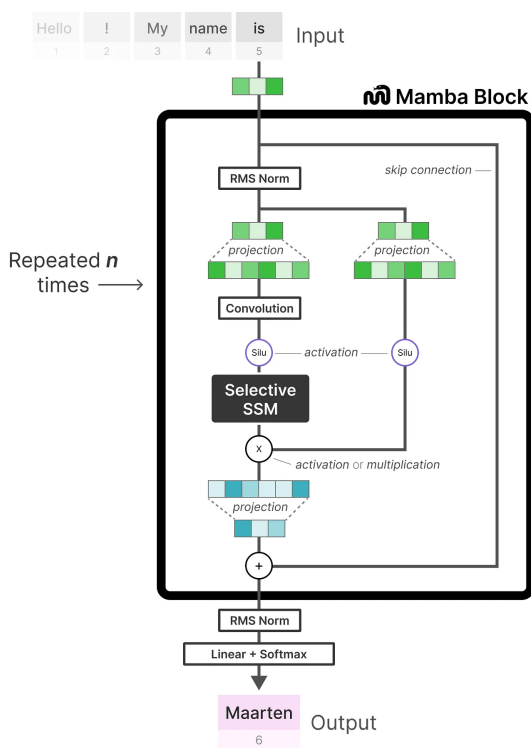 Hello ! My name is
1 2 3 4 5
Input
Mamba Block
skip connection
RMS Norm
projection projection
Repeated n
times
Convolution
Silu activation Silu
Selective
SSM
x
activation or multiplication
projection
+
RMS Norm
Linear + Softmax
Maarten
6
Output